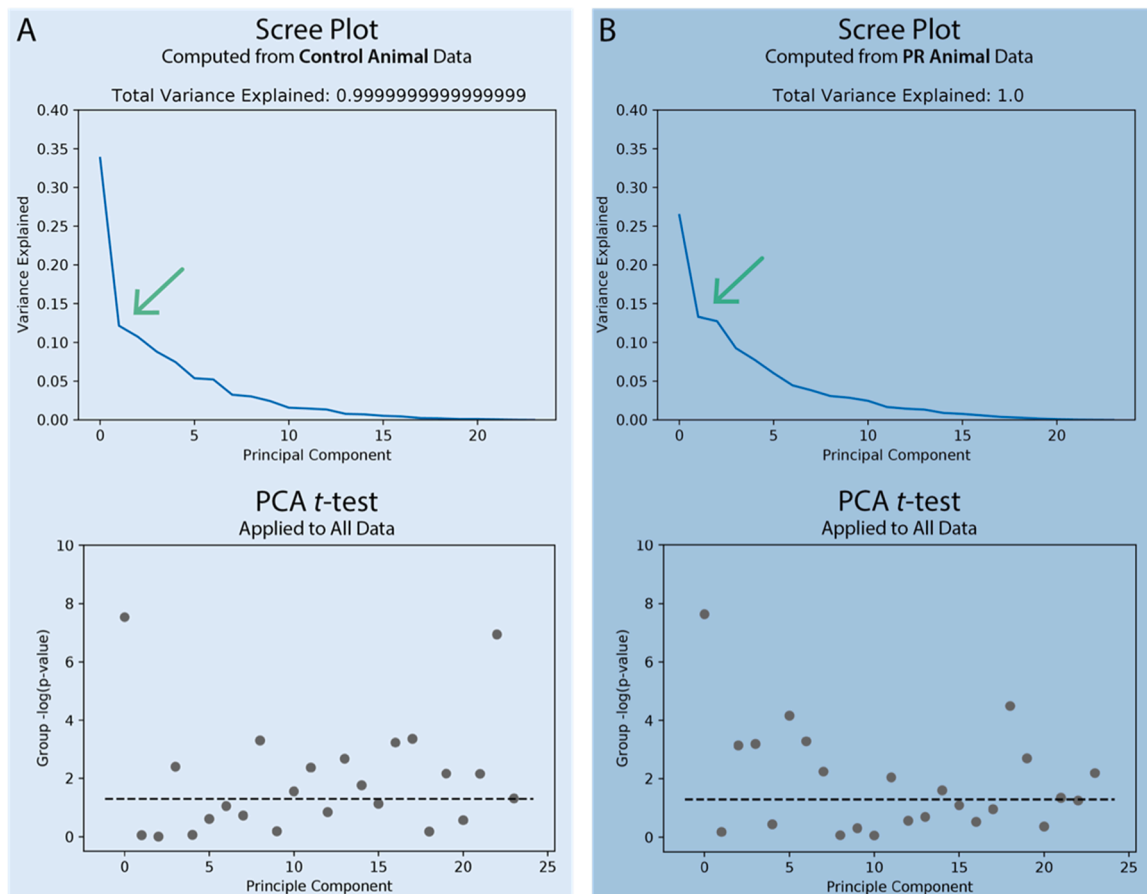 A
Scree Plot
Computed from Control Animal Data
Total Variance Explained: 0.9999999999999999
0.40
0.35
0.30
0.25
0.20
0.15
0.10
0.05
0.00
Variance Explained
0 5 10 15 20
Principal Component
PCA t-test
Applied to All Data
10
8
6
4
2
0
Group -log(p-value)
0 5 10 15 20 25
Principle Component
B
Scree Plot
Computed from PR Animal Data
Total Variance Explained: 1.0
0.40
0.35
0.30
0.25
0.20
0.15
0.10
0.05
0.00
Variance Explained
0 5 10 15 20
Principal Component
PCA t-test
Applied to All Data
10
8
6
4
2
0
Group -log(p-value)
0 5 10 15 20 25
Principle Component